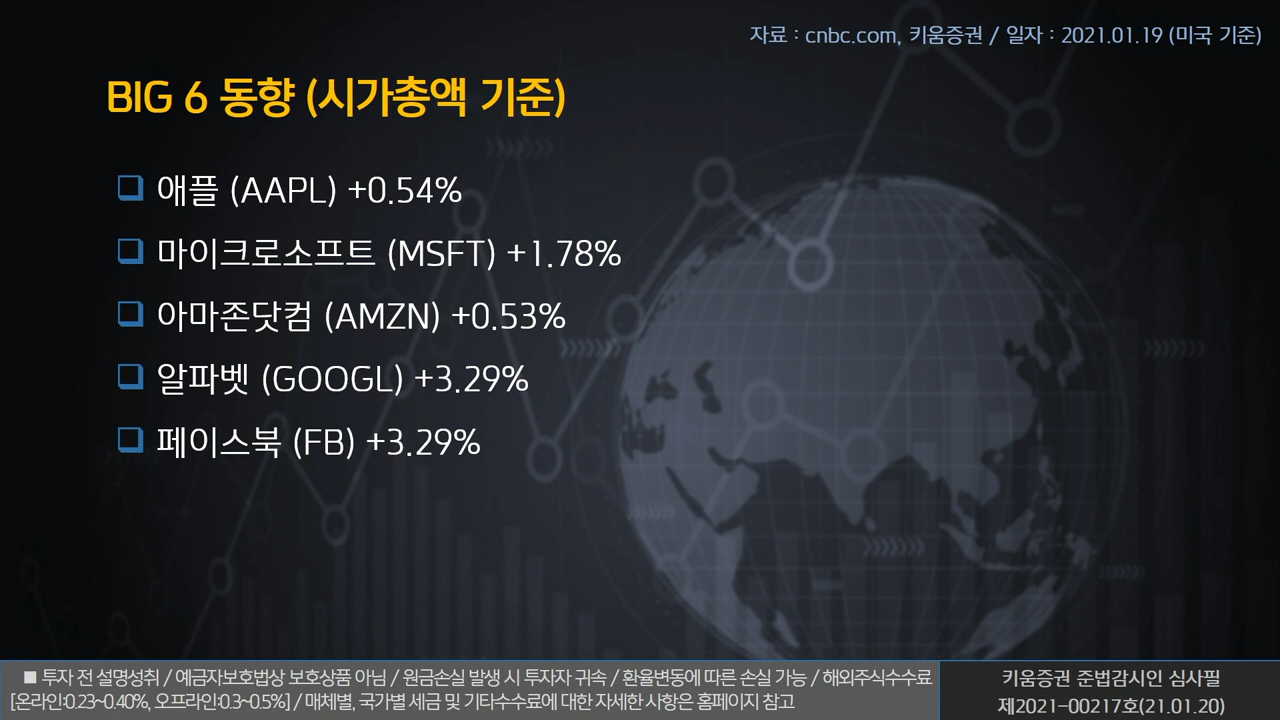 자료 : cnbc.com, 키움증권 / 일자 : 2021.01.19 (미국 기준)
BIG 6 동향 (시가총액 기준)
❑ 애플 (AAPL) +0.54%
❑ 마이크로소프트 (MSFT) +1.78%
❑ 아마존닷컴 (AMZN) +0.53%
❑ 알파벳 (GOOGL) +3.29%
❑ 페이스북 (FB) +3.29%
■ 투자 전 설명성취 / 예금자보호법상 보호상품 아님 / 원금손실 발생 시 투자자 귀속 / 환율변동에 따른 손실 가능 / 해외주식수수료
[온라인:0.23~0.40%, 오프라인:0.3~0.5%] / 매체별, 국가별 세금 및 기타수수료에 대한 자세한 사항은 홈페이지 참고
키움증권 준법감시인 심사필
제2021-00217호(21.01.20)